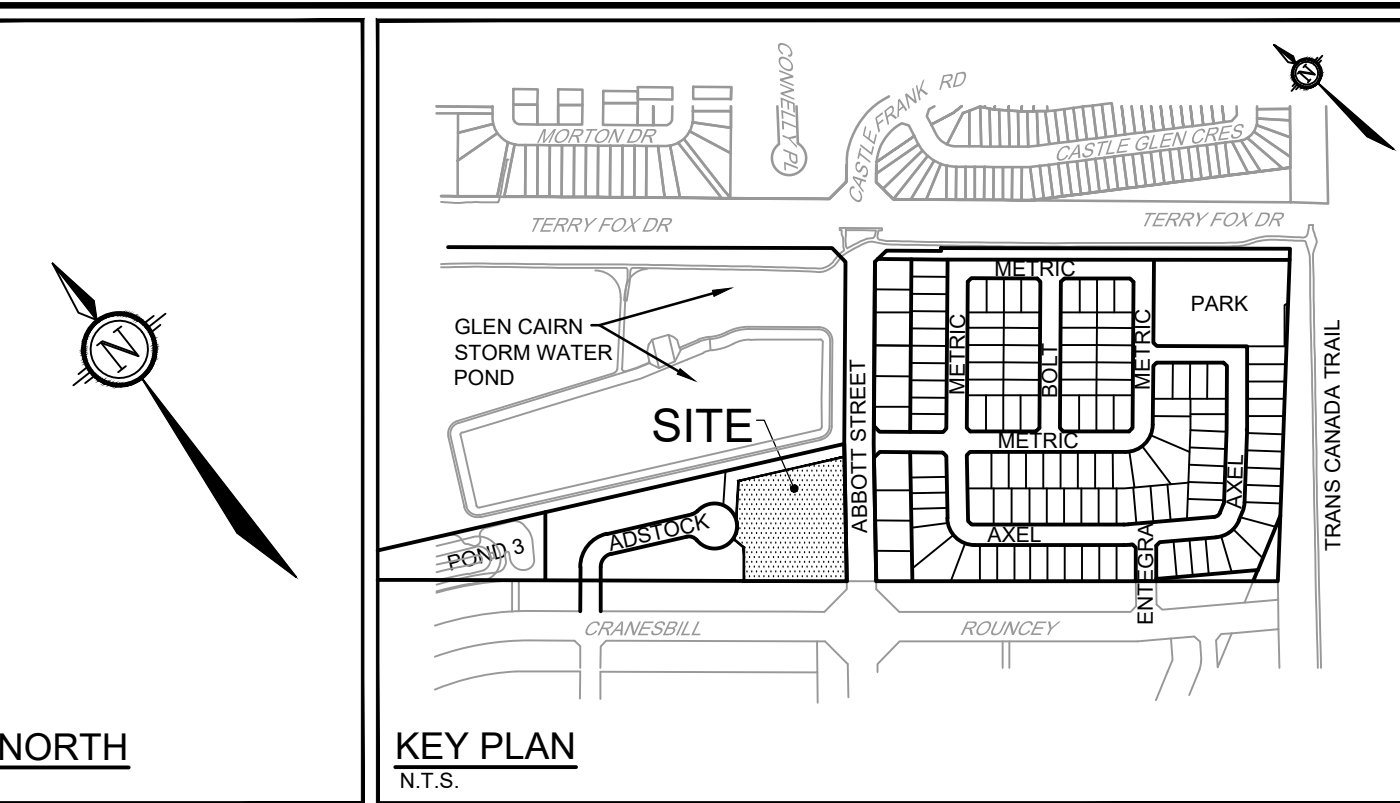 N
NORTH
CONNELLY PL
CASTLE FRANK RD
N
MORTON DR
CASTLE GLEN CRES
TERRY FOX DR
TERRY FOX DR
METRIC
PARK
GLEN CAIRN
STORM WATER
POND
METRIC
BOLT
METRIC
TRANS CANADA TRAIL
ABBOTT STREET
SITE
METRIC
AXEL
ADSTOCK
AXEL
POND 3
ENTEGRA
CRANESBILL
ROUNCEY
KEY PLAN
N.T.S.